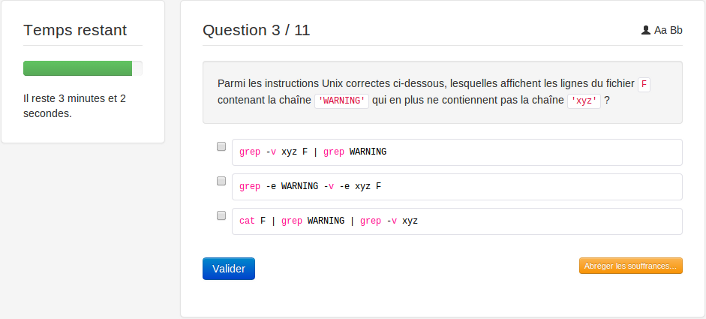 Temps restant
Il reste 3 minutes et 2
secondes.
Question 3 / 11
Aa Bb
Parmi les instructions Unix correctes ci-dessous, lesquelles affichent les lignes du fichier F
contenant la chaîne 'WARNING' qui en plus ne contiennent pas la chaîne 'xyz' ?
grep -v xyz F | grep WARNING
grep -e WARNING -v -e xyz F
cat F | grep WARNING | grep -v xyz
Valider
Abréger les souffrances...